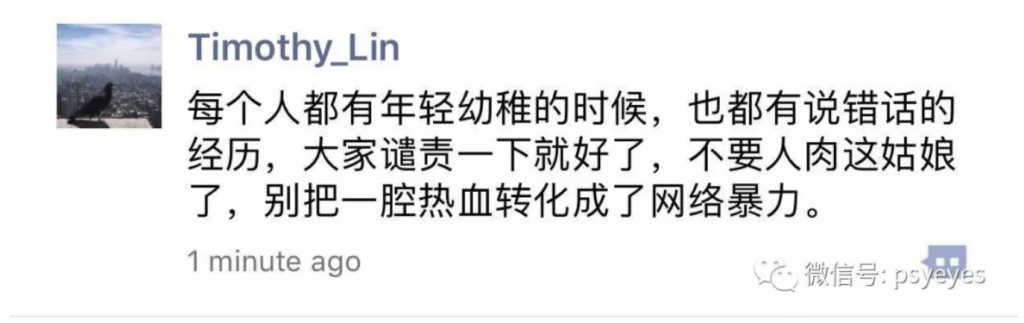 Timothy_Lin
每个人都有年轻幼稚的时候，也都有说错话的
经历，大家谴责一下就好了，不要人肉这姑娘
了，别把一腔热血转化成了网络暴力。
1 minute ago
微信号: psyeyes